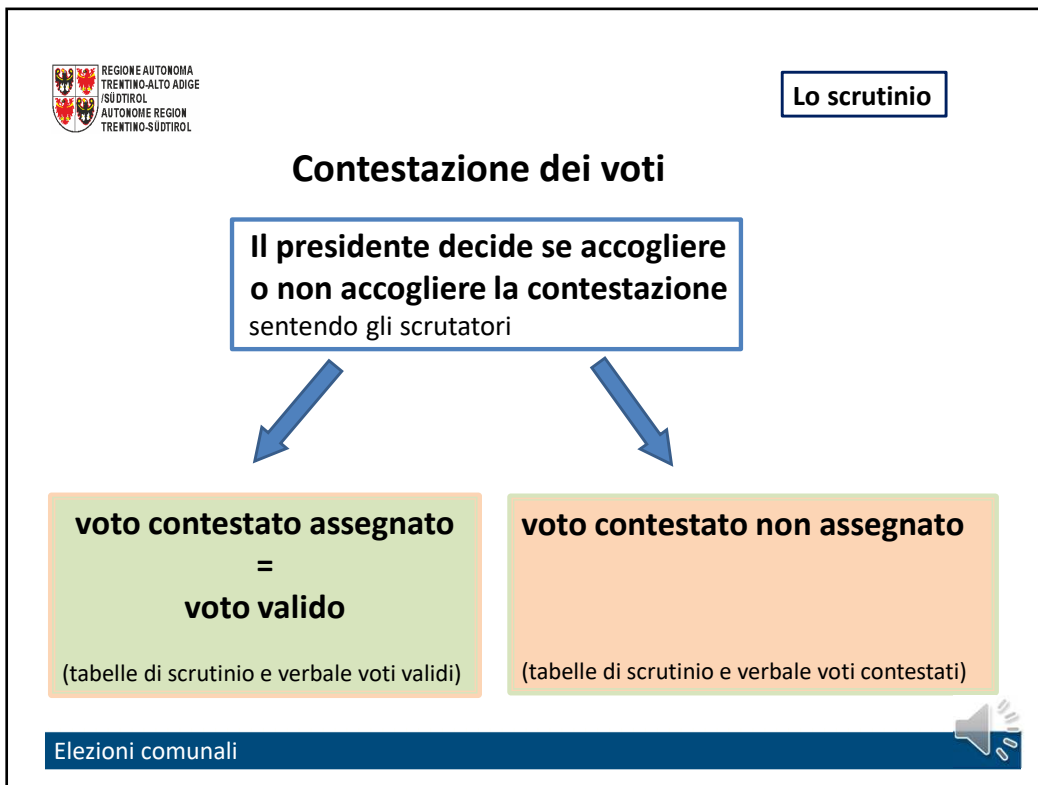 REGIONE AUTONOMA
TRENTINO-ALTO ADIGE
/SÜDTIROL
AUTONOME REGION
TRENTINO-SÜDTIROL
Lo scrutinio
Contestazione dei voti
Il presidente decide se accogliere
o non accogliere la contestazione
sentendo gli scrutatori
voto contestato assegnato
=
voto valido
(tabelle di scrutinio e verbale voti validi)
voto contestato non assegnato
(tabelle di scrutinio e verbale voti contestati)
Elezioni comunali